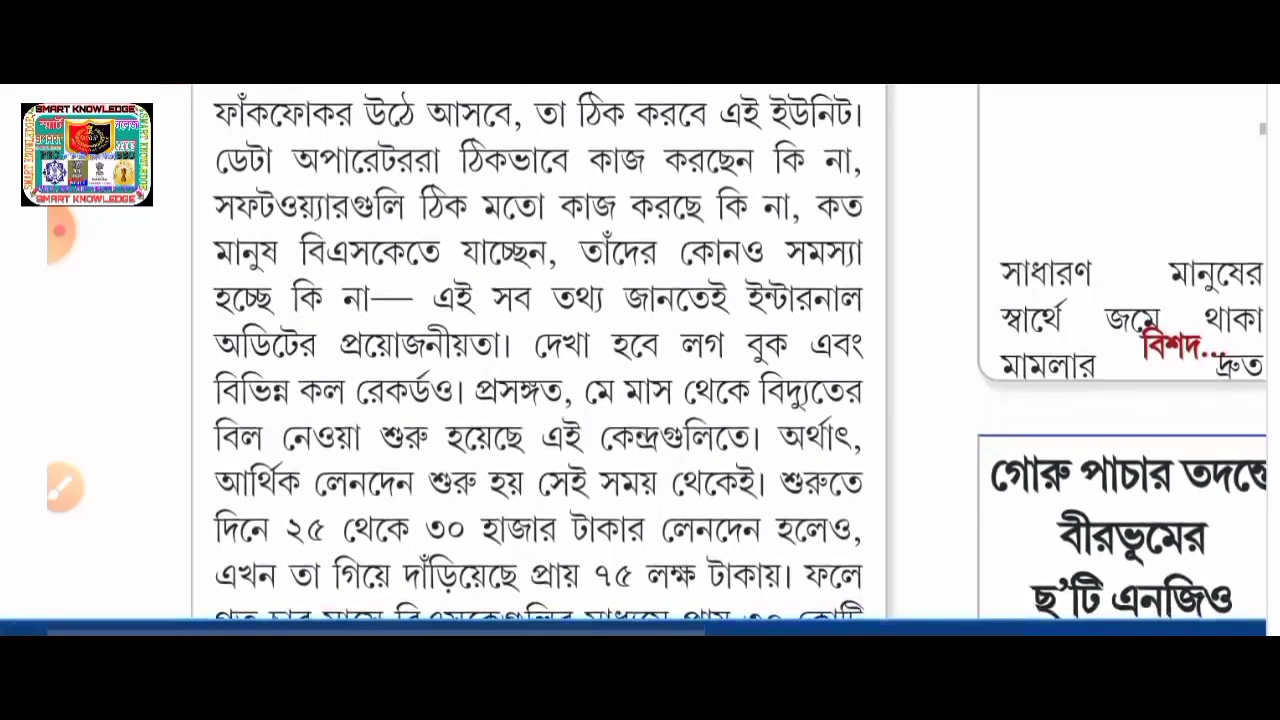 SMART KNOWLEDGE
ফাঁকফোকর উঠে আসবে, তা ঠিক করবে এই ইউনিট।
ডেটা অপারেটররা ঠিকভাবে কাজ করছেন কি না,
সফটওয়্যারগুলি ঠিক মতো কাজ করছে কি না, কত
মানুষ বিএসকেতে যাচ্ছেন, তাঁদের কোনও সমস্যা
হচ্ছে কি না— এই সব তথ্য জানতেই ইন্টারনাল
অডিটের প্রয়োজনীয়তা। দেখা হবে লগ বুক এবং
বিভিন্ন কল রেকর্ডও। প্রসঙ্গত, মে মাস থেকে বিদ্যুতের
বিল নেওয়া শুরু হয়েছে এই কেন্দ্রগুলিতে। অর্থাৎ,
আর্থিক লেনদেন শুরু হয় সেই সময় থেকেই। শুরুতে
দিনে ২৫ থেকে ৩০ হাজার টাকার লেনদেন হলেও,
এখন তা গিয়ে দাঁড়িয়েছে প্রায় ৭৫ লক্ষ টাকায়। ফলে
সাধারণ মানুষের
স্বার্থে জমে থাকা
মামলার দ্রুত
বিশদ...
গোরু পাচার তদন্তে
বীরভূমের
ছ’টি এনজিও